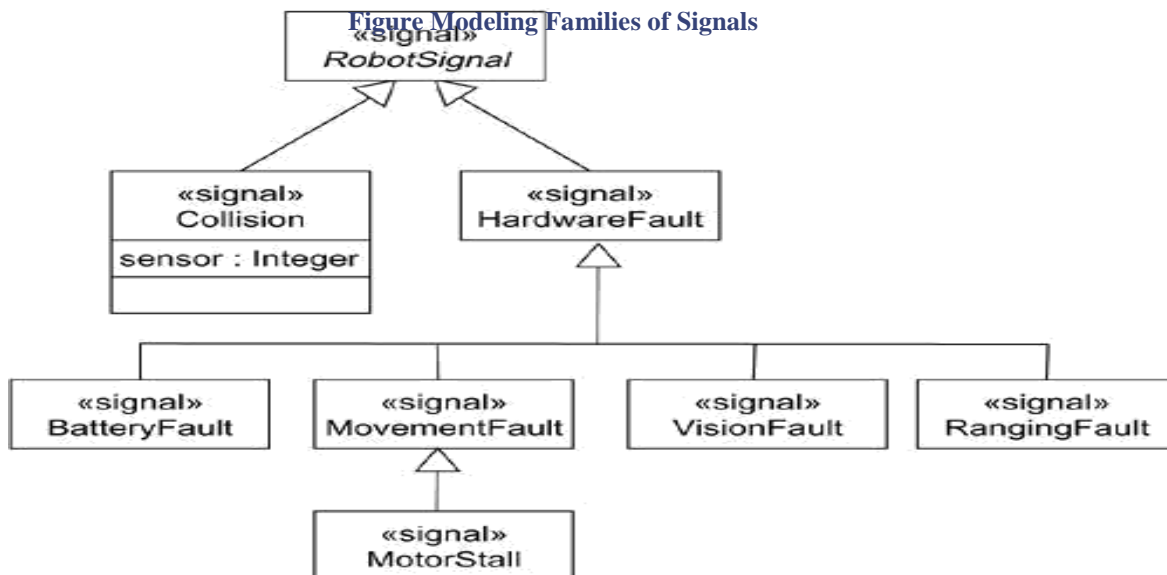 Figure Modeling Families of Signals
«signal»
RobotSignal
«signal»
Collision
sensor : Integer
«signal»
HardwareFault
«signal»
BatteryFault
«signal»
MovementFault
«signal»
VisionFault
«signal»
RangingFault
«signal»
MotorStall